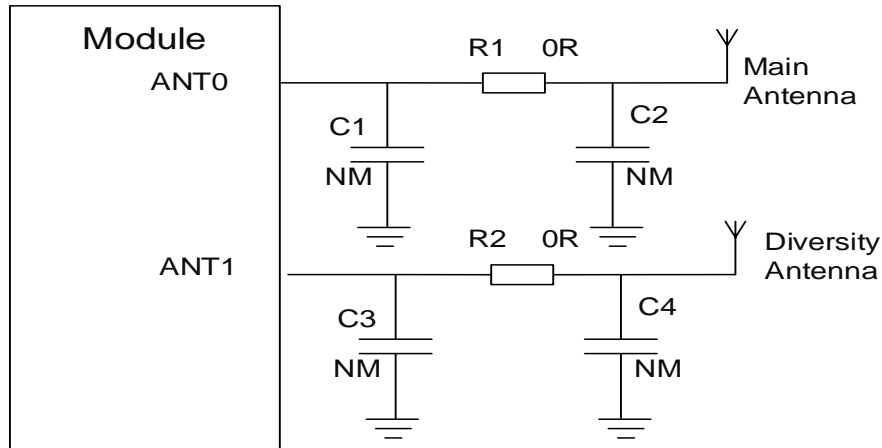 Module
ANT0
R1 0R
Main
Antenna
C1
NM
C2
NM
ANT1
R2 0R
Diversity
Antenna
C3
NM
C4
NM